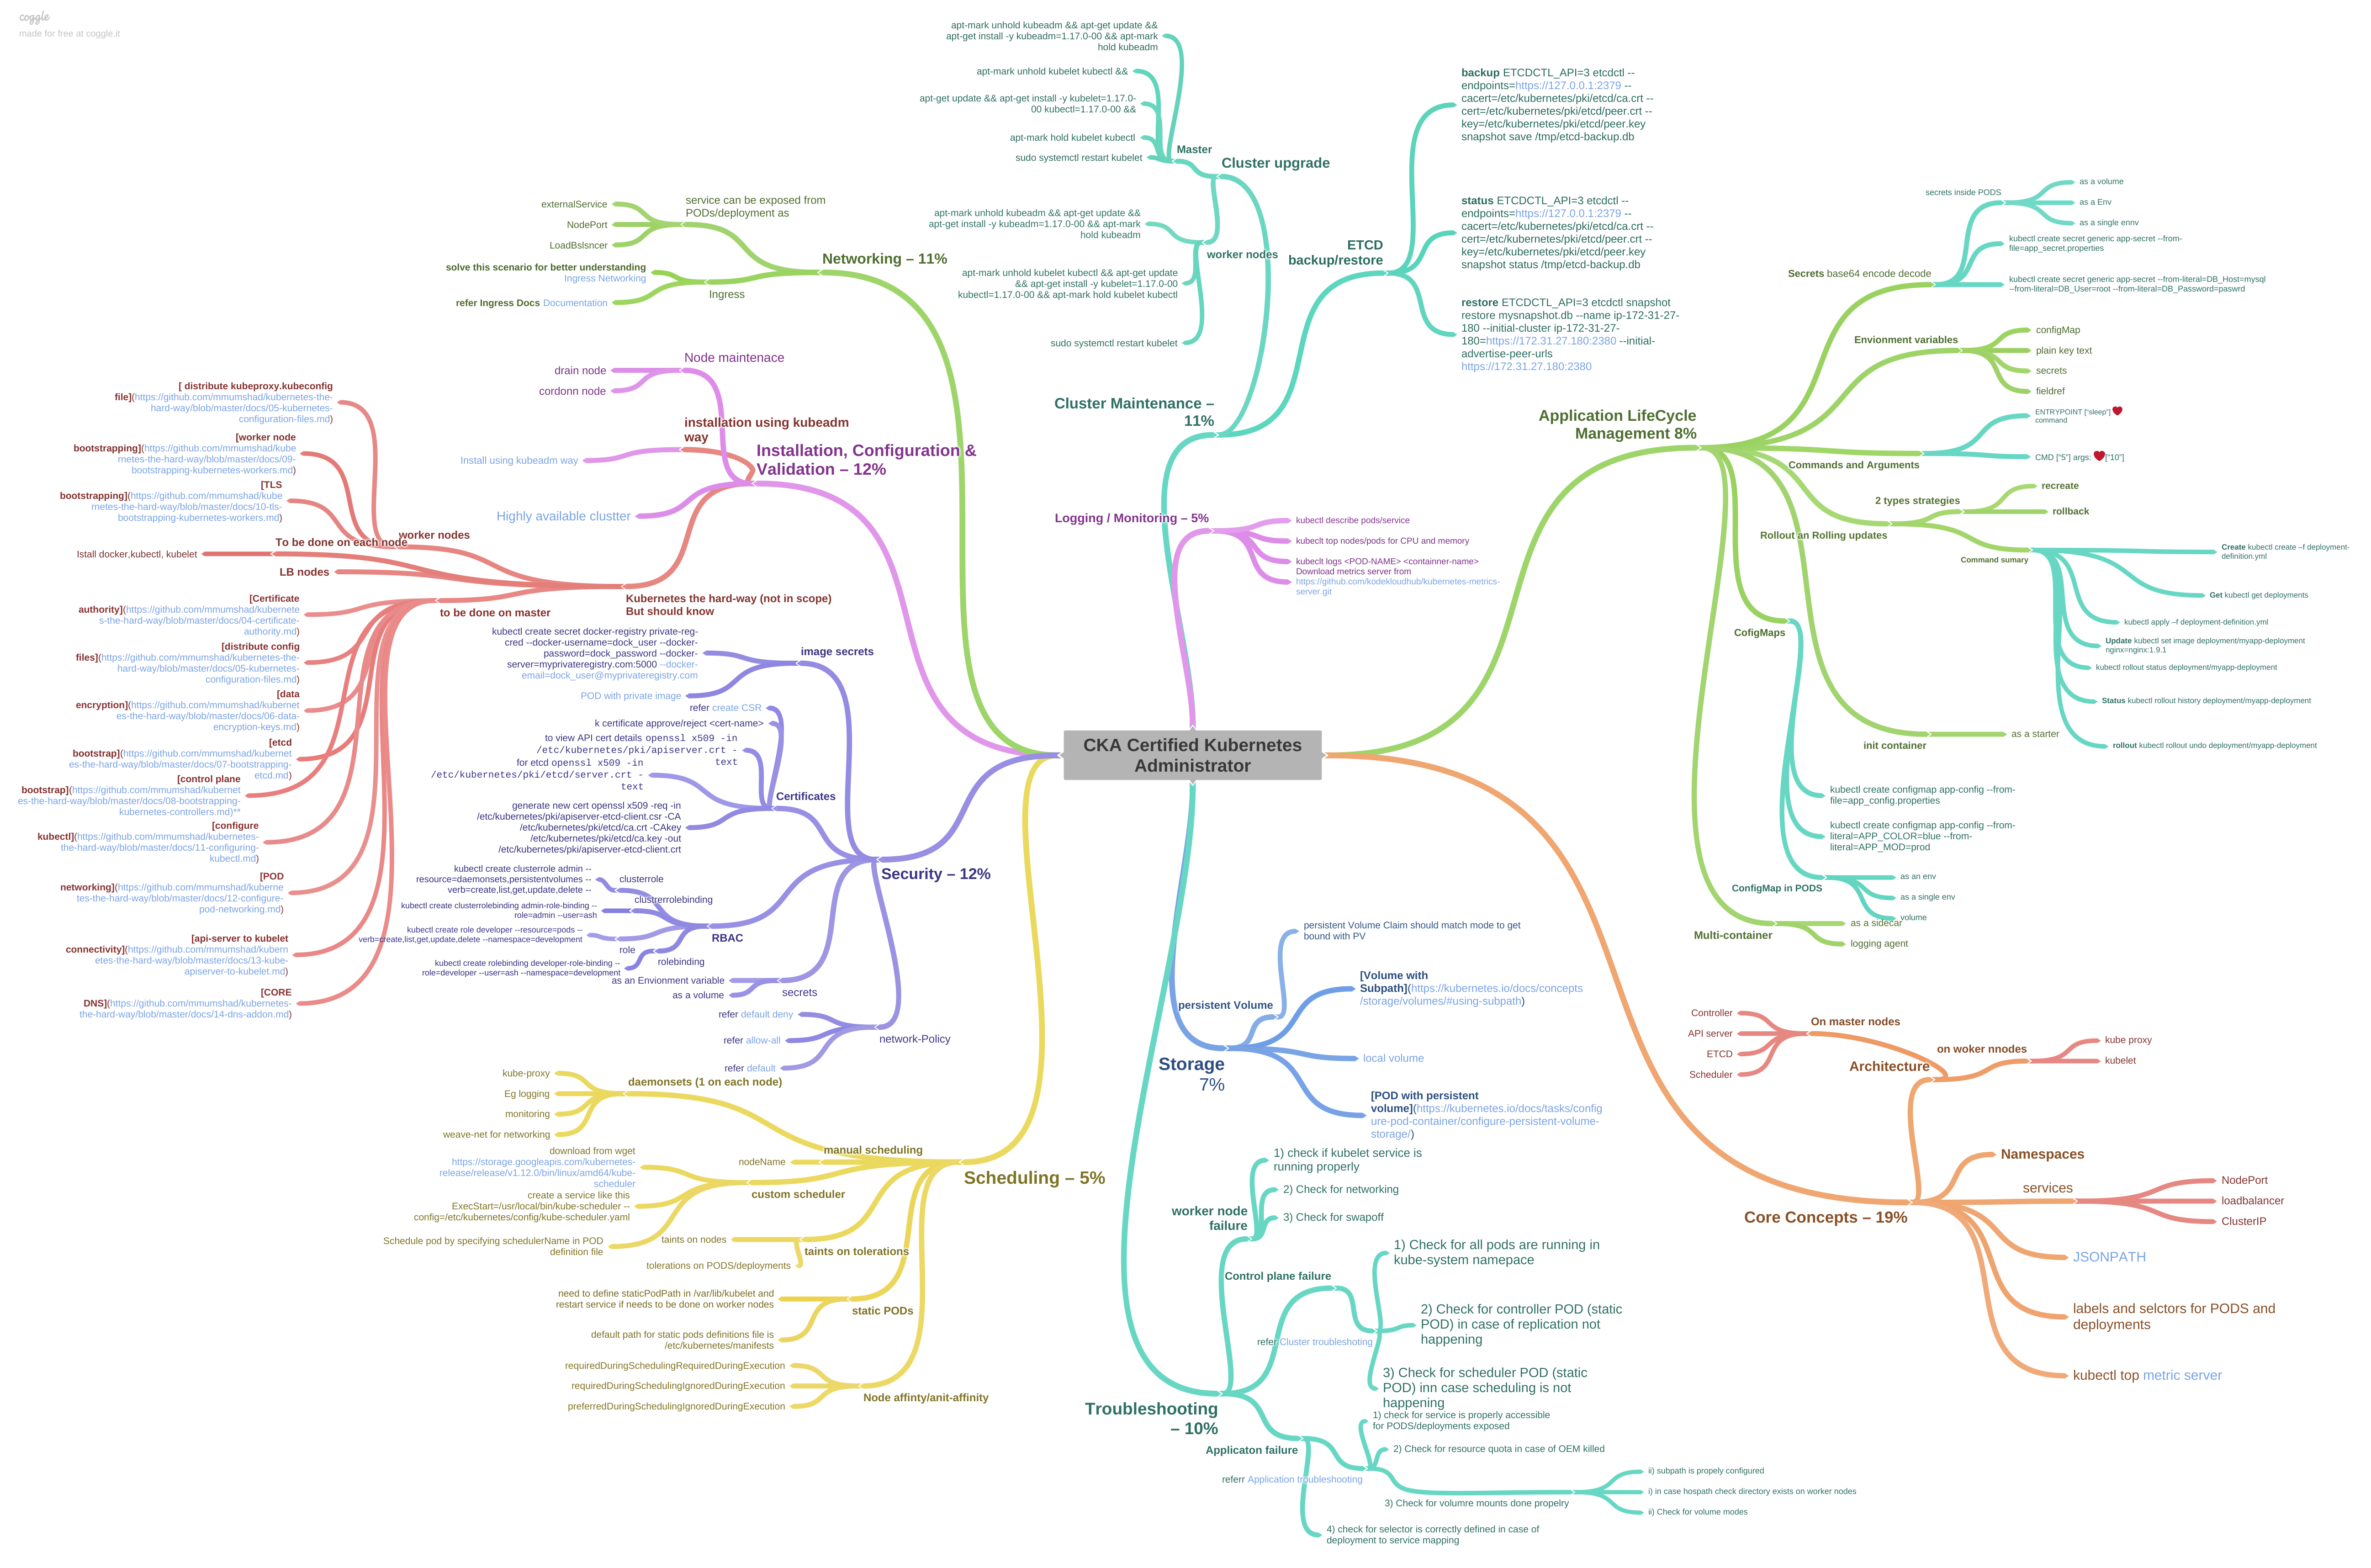 coggle
made for free at coggle.it
CKA Certified Kubernetes
Administrator
Networking – 11%
service can be exposed from
PODs/deployment as
externalService
NodePort
LoadBslsncer
Ingress
solve this scenario for better understanding
Ingress Networking
refer Ingress Docs Documentation
Installation, Configuration &
Validation – 12%
Node maintenace
drain node
cordonn node
installation using kubeadm
way
Install using kubeadm way
Highly available clustter
Kubernetes the hard-way (not in scope)
But should know
worker nodes
[ distribute kubeproxy.kubeconfig
file](https://github.com/mmumshad/kubernetes-the-
hard-way/blob/master/docs/05-kubernetes-
configuration-files.md)
[worker node
bootstrapping](https://github.com/mmumshad/kube
rnetes-the-hard-way/blob/master/docs/09-
bootstrapping-kubernetes-workers.md)
[TLS
bootstrapping](https://github.com/mmumshad/kube
rnetes-the-hard-way/blob/master/docs/10-tls-
bootstrapping-kubernetes-workers.md)
To be done on each node
Istall docker,kubectl, kubelet
LB nodes
to be done on master
[Certificate
authority](https://github.com/mmumshad/kubernete
s-the-hard-way/blob/master/docs/04-certificate-
authority.md)
[distribute config
files](https://github.com/mmumshad/kubernetes-the-
hard-way/blob/master/docs/05-kubernetes-
configuration-files.md)
[data
encryption](https://github.com/mmumshad/kubernet
es-the-hard-way/blob/master/docs/06-data-
encryption-keys.md)
[etcd
bootstrap](https://github.com/mmumshad/kubernet
es-the-hard-way/blob/master/docs/07-bootstrapping-
etcd.md)
[control plane
bootstrap](https://github.com/mmumshad/kubernet
es-the-hard-way/blob/master/docs/08-bootstrapping-
kubernetes-controllers.md)**
[configure
kubectl](https://github.com/mmumshad/kubernetes-
the-hard-way/blob/master/docs/11-configuring-
kubectl.md)
[POD
networking](https://github.com/mmumshad/kuberne
tes-the-hard-way/blob/master/docs/12-configure-
pod-networking.md)
[api-server to kubelet
connectivity](https://github.com/mmumshad/kubern
etes-the-hard-way/blob/master/docs/13-kube-
apiserver-to-kubelet.md)
[CORE
DNS](https://github.com/mmumshad/kubernetes-
the-hard-way/blob/master/docs/14-dns-addon.md)
Security – 12%
image secrets
kubectl create secret docker-registry private-reg-
cred --docker-username=dock_user --docker-
password=dock_password --docker-
server=myprivateregistry.com:5000 --docker-
email=dock_user@myprivateregistry.com
POD with private image
Certificates
refer create CSR
k certificate approve/reject <cert-name>
to view API cert details openssl x509 -in
/etc/kubernetes/pki/apiserver.crt -
text
for etcd openssl x509 -in
/etc/kubernetes/pki/etcd/server.crt -
text
generate new cert openssl x509 -req -in
/etc/kubernetes/pki/apiserver-etcd-client.csr -CA
/etc/kubernetes/pki/etcd/ca.crt -CAkey
/etc/kubernetes/pki/etcd/ca.key -out
/etc/kubernetes/pki/apiserver-etcd-client.crt
RBAC
clusterrole
kubectl create clusterrole admin --
resource=daemonsets,persistentvolumes --
verb=create,list,get,update,delete --
clustrerrolebinding
kubectl create clusterrolebinding admin-role-binding --
role=admin --user=ash
role
kubectl create role developer --resource=pods --
verb=create,list,get,update,delete --namespace=development
rolebinding
kubectl create rolebinding developer-role-binding --
role=developer --user=ash --namespace=development
secrets
as an Envionment variable
as a volume
network-Policy
refer default deny
refer allow-all
refer default
Scheduling – 5%
daemonsets (1 on each node)
kube-proxy
Eg logging
monitoring
weave-net for networking
manual scheduling
nodeName
custom scheduler
download from wget
https://storage.googleapis.com/kubernetes-
release/release/v1.12.0/bin/linux/amd64/kube-
scheduler
create a service like this
ExecStart=/usr/local/bin/kube-scheduler --
config=/etc/kubernetes/config/kube-scheduler.yaml
Schedule pod by specifying schedulerName in POD
definition file
taints on tolerations
taints on nodes
tolerations on PODS/deployments
static PODs
need to define staticPodPath in /var/lib/kubelet and
restart service if needs to be done on worker nodes
default path for static pods definitions file is
/etc/kubernetes/manifests
Node affinty/anit-affinity
requiredDuringSchedulingRequiredDuringExecution
requiredDuringSchedulingIgnoredDuringExecution
preferredDuringSchedulingIgnoredDuringExecution
Cluster Maintenance –
11%
Cluster upgrade
Master
apt-mark unhold kubeadm && apt-get update &&
apt-get install -y kubeadm=1.17.0-00 && apt-mark
hold kubeadm
apt-mark unhold kubelet kubectl &&
apt-get update && apt-get install -y kubelet=1.17.0-
00 kubectl=1.17.0-00 &&
apt-mark hold kubelet kubectl
sudo systemctl restart kubelet
worker nodes
apt-mark unhold kubeadm && apt-get update &&
apt-get install -y kubeadm=1.17.0-00 && apt-mark
hold kubeadm
apt-mark unhold kubelet kubectl && apt-get update
&& apt-get install -y kubelet=1.17.0-00
kubectl=1.17.0-00 && apt-mark hold kubelet kubectl
sudo systemctl restart kubelet
ETCD
backup/restore
backup ETCDCTL_API=3 etcdctl --
endpoints=https://127.0.0.1:2379 --
cacert=/etc/kubernetes/pki/etcd/ca.crt --
cert=/etc/kubernetes/pki/etcd/peer.crt --
key=/etc/kubernetes/pki/etcd/peer.key
snapshot save /tmp/etcd-backup.db
status ETCDCTL_API=3 etcdctl --
endpoints=https://127.0.0.1:2379 --
cacert=/etc/kubernetes/pki/etcd/ca.crt --
cert=/etc/kubernetes/pki/etcd/peer.crt --
key=/etc/kubernetes/pki/etcd/peer.key
snapshot status /tmp/etcd-backup.db
restore ETCDCTL_API=3 etcdctl snapshot
restore mysnapshot.db --name ip-172-31-27-
180 --initial-cluster ip-172-31-27-
180=https://172.31.27.180:2380 --initial-
advertise-peer-urls
https://172.31.27.180:2380
Logging / Monitoring – 5%
kubectl describe pods/service
kubeclt top nodes/pods for CPU and memory
kubeclt logs <POD-NAME> <containner-name>
Download metrics server from
https://github.com/kodekloudhub/kubernetes-metrics-
server.git
Application LifeCycle
Management 8%
Secrets base64 encode decode
secrets inside PODS
as a volume
as a Env
as a single ennv
kubectl create secret generic app-secret --from-
file=app_secret.properties
kubectl create secret generic app-secret --from-literal=DB_Host=mysql
--from-literal=DB_User=root --from-literal=DB_Password=paswrd
Envionment variables
configMap
plain key text
secrets
fieldref
Commands and Arguments
ENTRYPOINT ["sleep"] ❤
command
CMD ["5"] args: ❤["10"]
Rollout an Rolling updates
2 types strategies
recreate
rollback
Command sumary
Create kubectl create –f deployment-
definition.yml
Get kubectl get deployments
kubectl apply –f deployment-definition.yml
Update kubectl set image deployment/myapp-deployment
nginx=nginx:1.9.1
kubectl rollout status deployment/myapp-deployment
Status kubectl rollout history deployment/myapp-deployment
rollout kubectl rollout undo deployment/myapp-deployment
CofigMaps
kubectl create configmap app-config --from-
file=app_config.properties
kubectl create configmap app-config --from-
literal=APP_COLOR=blue --from-
literal=APP_MOD=prod
ConfigMap in PODS
as an env
as a single env
volume
init container
as a starter
Multi-container
as a sidecar
logging agent
Storage
7%
persistent Volume
persistent Volume Claim should match mode to get
bound with PV
[Volume with
Subpath](https://kubernetes.io/docs/concepts
/storage/volumes/#using-subpath)
local volume
[POD with persistent
volume](https://kubernetes.io/docs/tasks/config
ure-pod-container/configure-persistent-volume-
storage/)
Troubleshooting
– 10%
worker node
failure
1) check if kubelet service is
running properly
2) Check for networking
3) Check for swapoff
Control plane failure
refer Cluster troubleshoting
1) Check for all pods are running in
kube-system namepace
2) Check for controller POD (static
POD) in case of replication not
happening
3) Check for scheduler POD (static
POD) inn case scheduling is not
happening
Applicaton failure
referr Application troubleshooting
1) check for service is properly accessible
for PODS/deployments exposed
2) Check for resource quota in case of OEM killed
3) Check for volumre mounts done propelry
ii) subpath is propely configured
i) in case hospath check directory exists on worker nodes
ii) Check for volume modes
4) check for selector is correctly defined in case of
deployment to service mapping
Core Concepts – 19%
Architecture
On master nodes
Controller
API server
ETCD
Scheduler
on woker nnodes
kube proxy
kubelet
Namespaces
services
NodePort
loadbalancer
ClusterIP
JSONPATH
labels and selctors for PODS and
deployments
kubectl top metric server